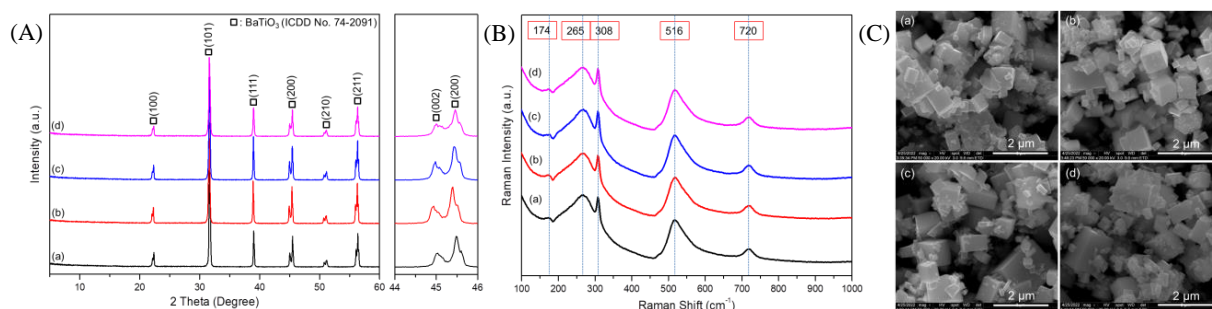 (A)
□: BaTiO3 (ICDD No. 74-2091)
(100)
(101)
(111)
(200)
(210)
(211)
(002)
(200)
(d)
(c)
(b)
(a)
Intensity (a.u.)
10 20 30 40 50 60
44 45 46
2 Theta (Degree)
(B)
174 265 308 516 720
(d)
(c)
(b)
(a)
Raman Intensity (a.u.)
100 200 300 400 500 600 700 800 900 1000
Raman Shift (cm-1)
(C)
(a)
2 μm
(b)
2 μm
(c)
2 μm
(d)
2 μm